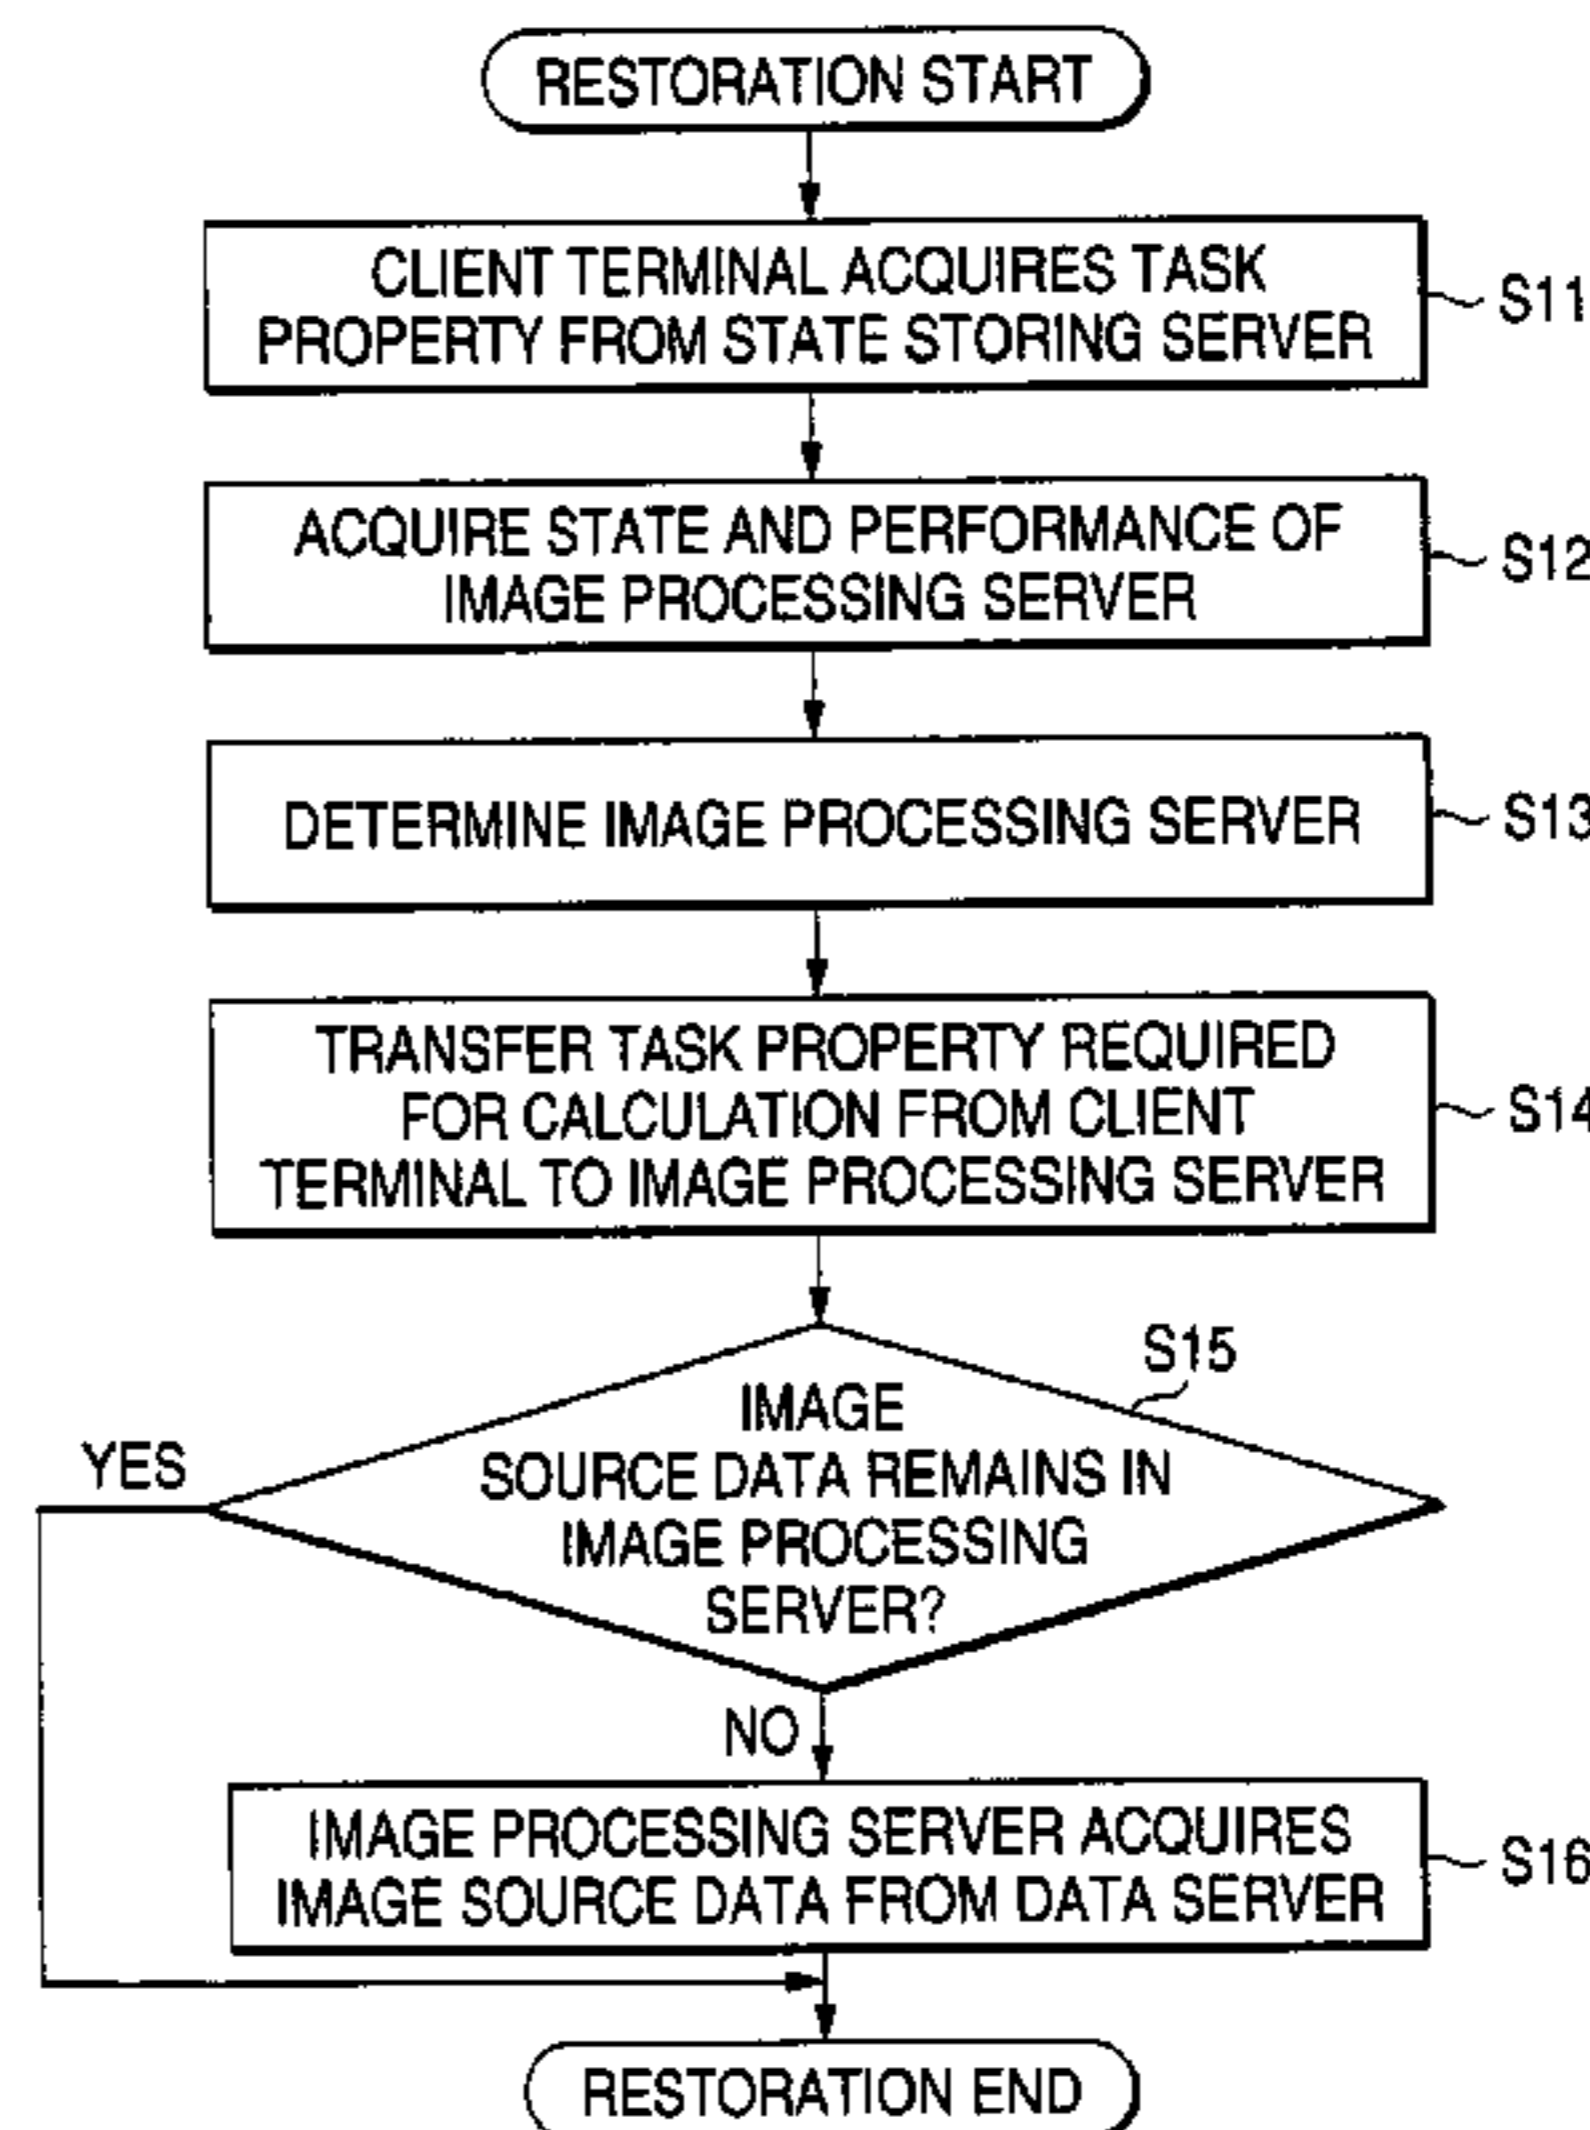 RESTORATION START
CLIENT TERMINAL ACQUIRES TASK
PROPERTY FROM STATE STORING SERVER
S11
ACQUIRE STATE AND PERFORMANCE OF
IMAGE PROCESSING SERVER
S12
DETERMINE IMAGE PROCESSING SERVER
S13
TRANSFER TASK PROPERTY REQUIRED
FOR CALCULATION FROM CLIENT
TERMINAL TO IMAGE PROCESSING SERVER
S14
S15
IMAGE
SOURCE DATA REMAINS IN
IMAGE PROCESSING
SERVER?
YES
NO
IMAGE PROCESSING SERVER ACQUIRES
IMAGE SOURCE DATA FROM DATA SERVER
S16
RESTORATION END